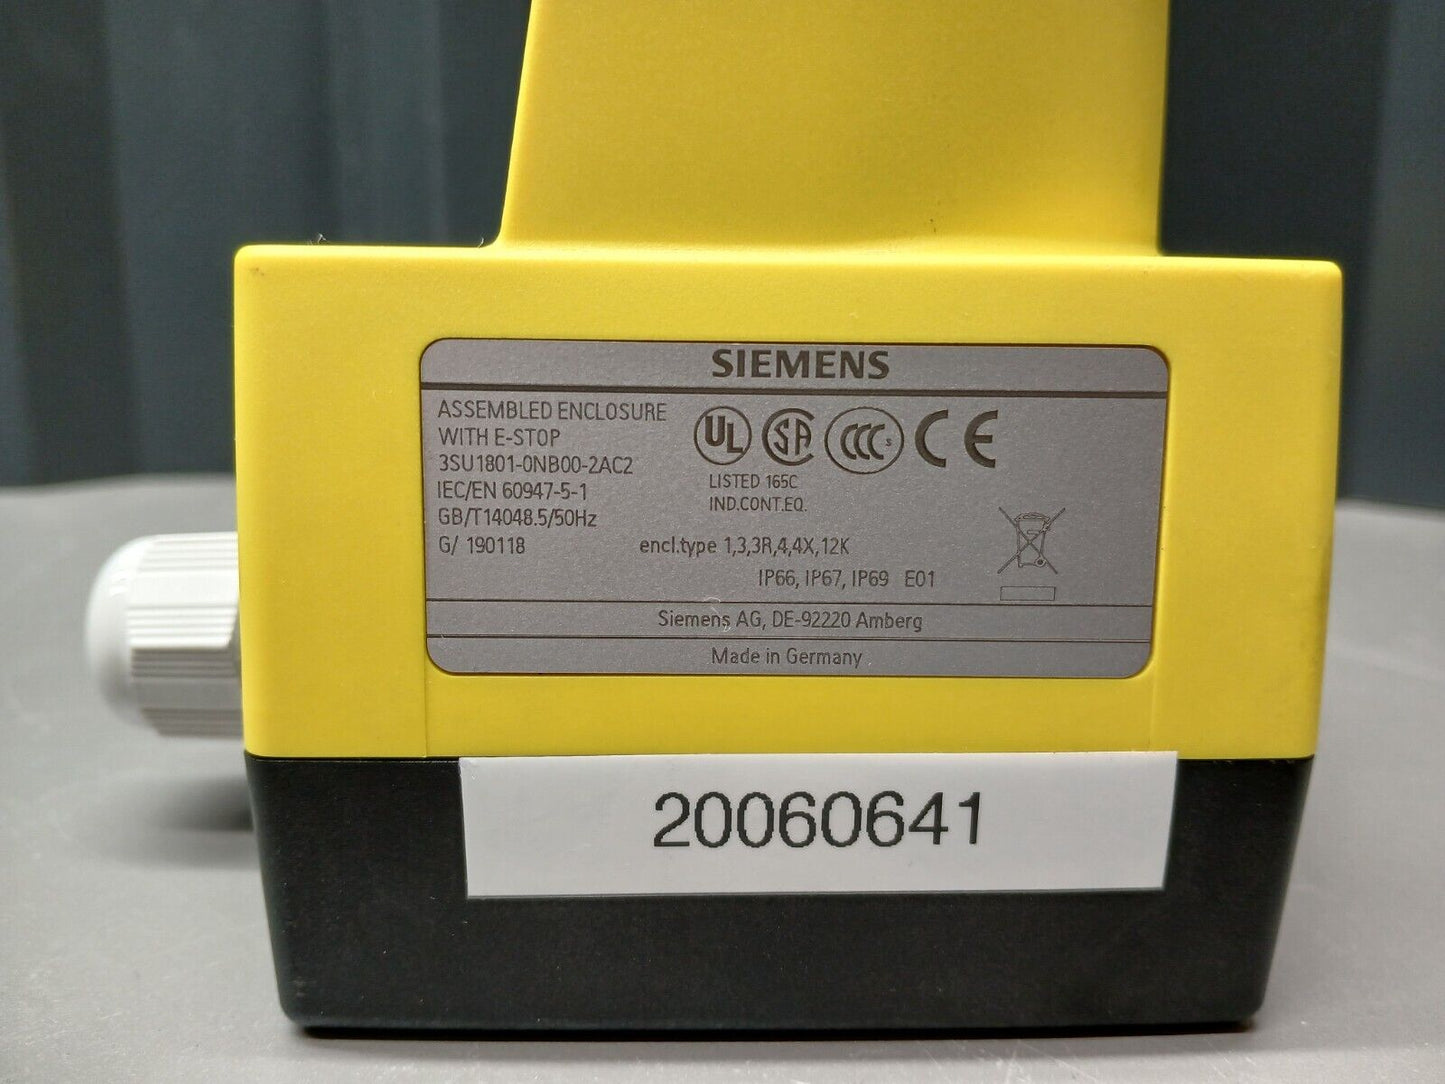 SIEMENS
ASSEMBLED ENCLOSURE
WITH E-STOP
3SU1801-0NB00-2AC2
IEC/EN 60947-5-1
GB/T14048.5/50Hz
G/ 190118
UL SA CCC S CE
LISTED 165C
IND.CONT.EQ.
encl.type 1,3,3R,4,4X,12K
IP66, IP67, IP69 E01
Siemens AG, DE-92220 Amberg
Made in Germany
20060641